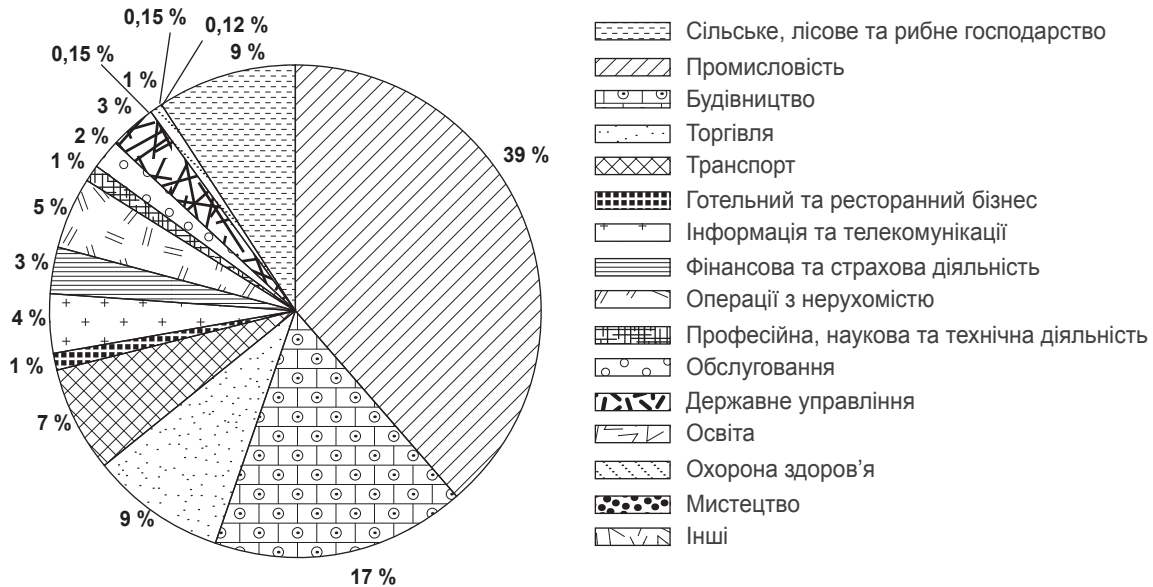 0,15 %
0,12 %
0,15 %
9 %
1 %
3 %
2 %
1 %
5 %
3 %
4 %
1 %
7 %
9 %
17 %
39 %
Сільське, лісове та рибне господарство
Промисловість
Будівництво
Торгівля
Транспорт
Готельний та ресторанний бізнес
Інформація та телекомунікації
Фінансова та страхова діяльність
Операції з нерухомістю
Професійна, наукова та технічна діяльність
Обслуговання
Державне управління
Освіта
Охорона здоров’я
Мистецтво
Інші